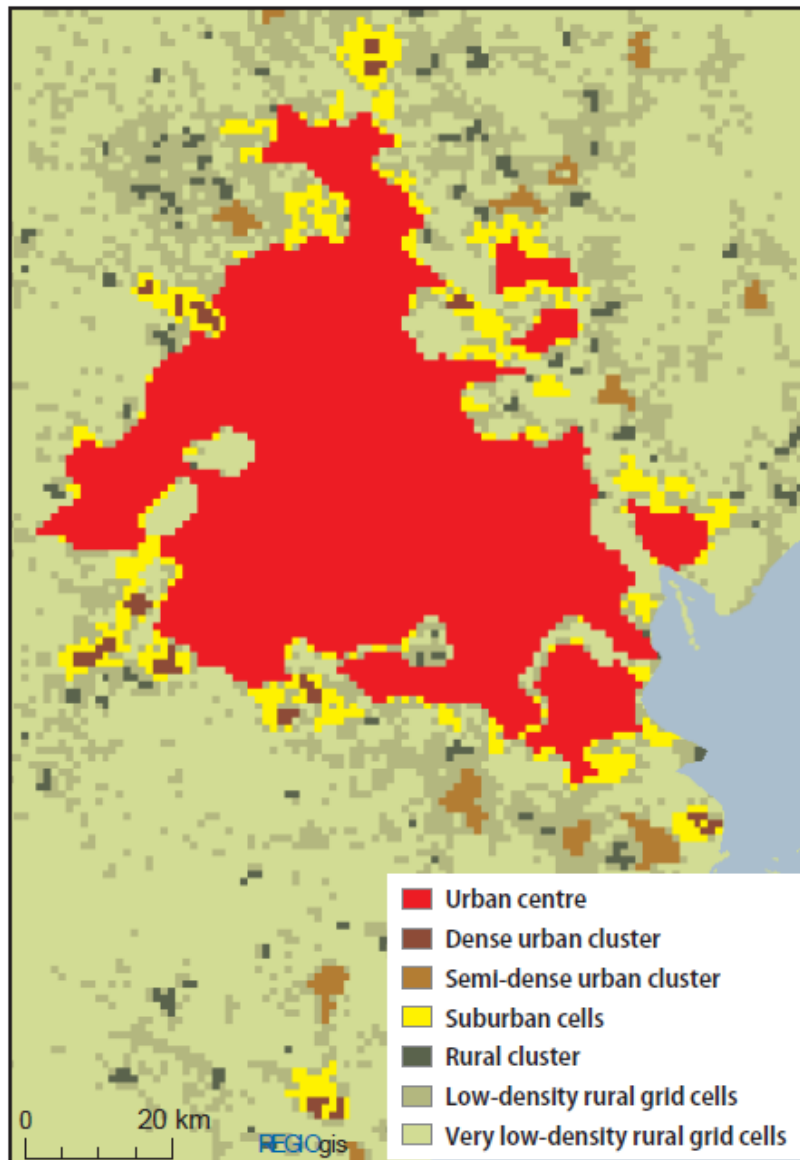 Urban centre
Dense urban cluster
Semi-dense urban cluster
Suburban cells
Rural cluster
Low-density rural grid cells
Very low-density rural grid cells
0 20 km
REGIOgis